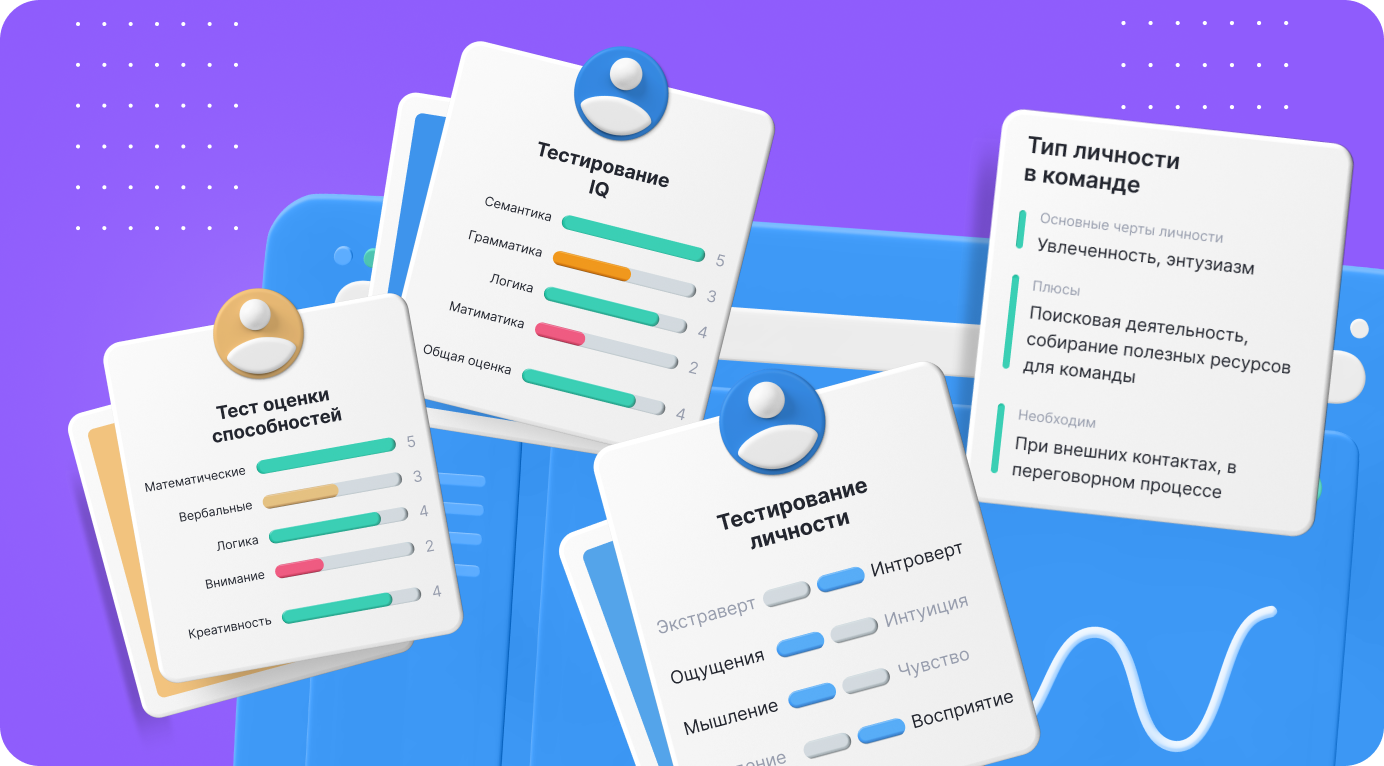 Тестирование
IQ
Семантика 5
Грамматика 3
Логика 4
Матиматика 2
Общая оценка 4
Тип личности
в команде
Основные черты личности
Увлеченность, энтузиазм
Плюсы
Поисковая деятельность,
собирание полезных ресурсов
для команды
Необходим
При внешних контактах, в
переговорном процессе
Тест оценки
способностей
Математические 5
Вербальные 3
Логика 4
Внимание 2
Креативность 4
Тестирование
личности
Экстраверт Интроверт
Ощущения Интуиция
Мышление Чувство
Восприятие